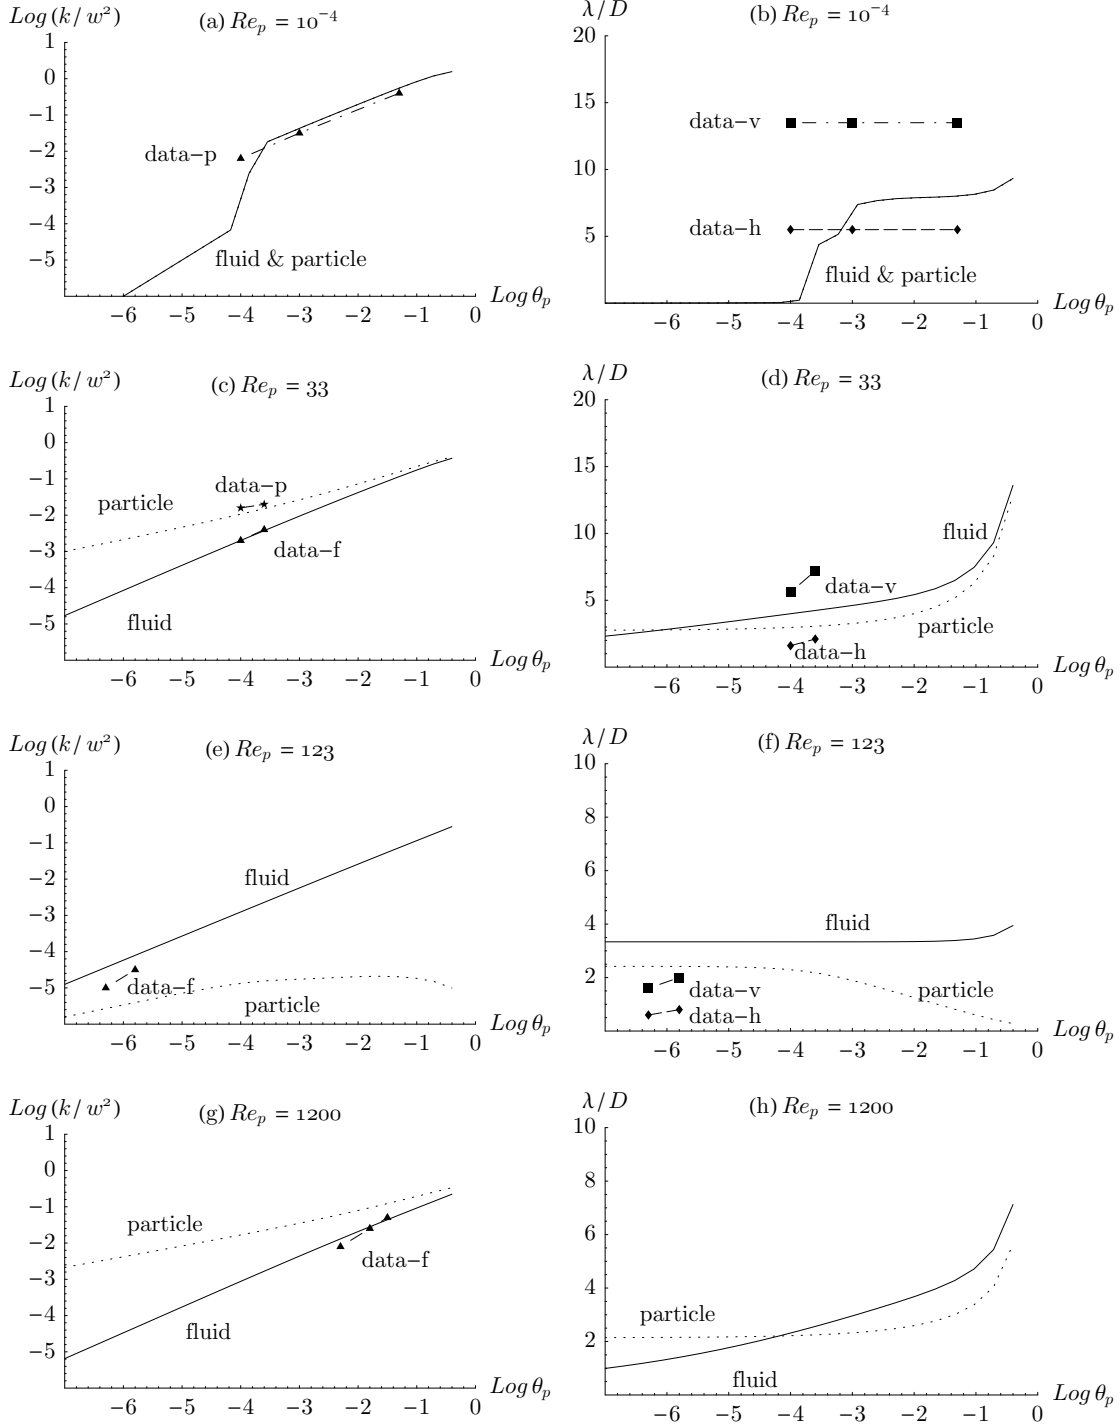 Log (k/w²)
(a) Re_p = 10⁻⁴
1
0
−1
−2
−3
−4
−5
data−p
fluid & particle
−6 −5 −4 −3 −2 −1 0
Log θ_p
λ/D
(b) Re_p = 10⁻⁴
20
15
10
5
data−v
data−h
fluid & particle
−6 −5 −4 −3 −2 −1 0
Log θ_p
Log (k/w²)
(c) Re_p = 33
1
0
−1
−2
−3
−4
−5
data−p
particle
data−f
fluid
−6 −5 −4 −3 −2 −1 0
Log θ_p
λ/D
(d) Re_p = 33
20
15
10
5
fluid
data−v
particle
data−h
−6 −5 −4 −3 −2 −1 0
Log θ_p
Log (k/w²)
(e) Re_p = 123
1
0
−1
−2
−3
−4
−5
fluid
data−f
particle
−6 −5 −4 −3 −2 −1 0
Log θ_p
λ/D
(f) Re_p = 123
10
8
6
4
2
fluid
data−v
particle
data−h
−6 −5 −4 −3 −2 −1 0
Log θ_p
Log (k/w²)
(g) Re_p = 1200
1
0
−1
−2
−3
−4
−5
particle
data−f
fluid
−6 −5 −4 −3 −2 −1 0
Log θ_p
λ/D
(h) Re_p = 1200
10
8
6
4
2
particle
fluid
−6 −5 −4 −3 −2 −1 0
Log θ_p